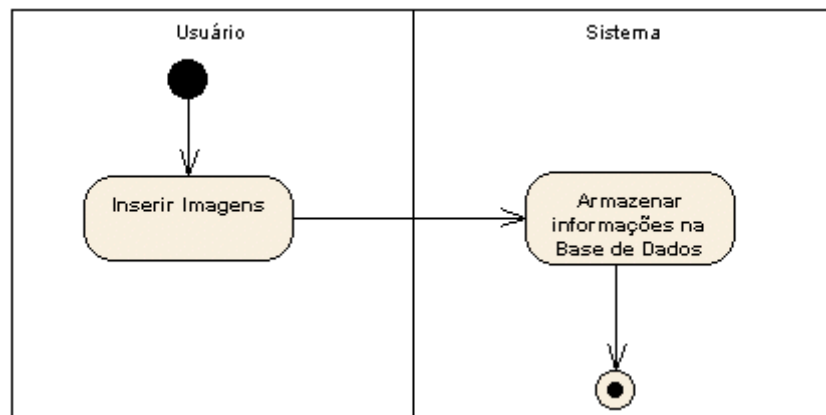 Usuário
Sistema
Inserir Imagens
Armazenar
informações na
Base de Dados